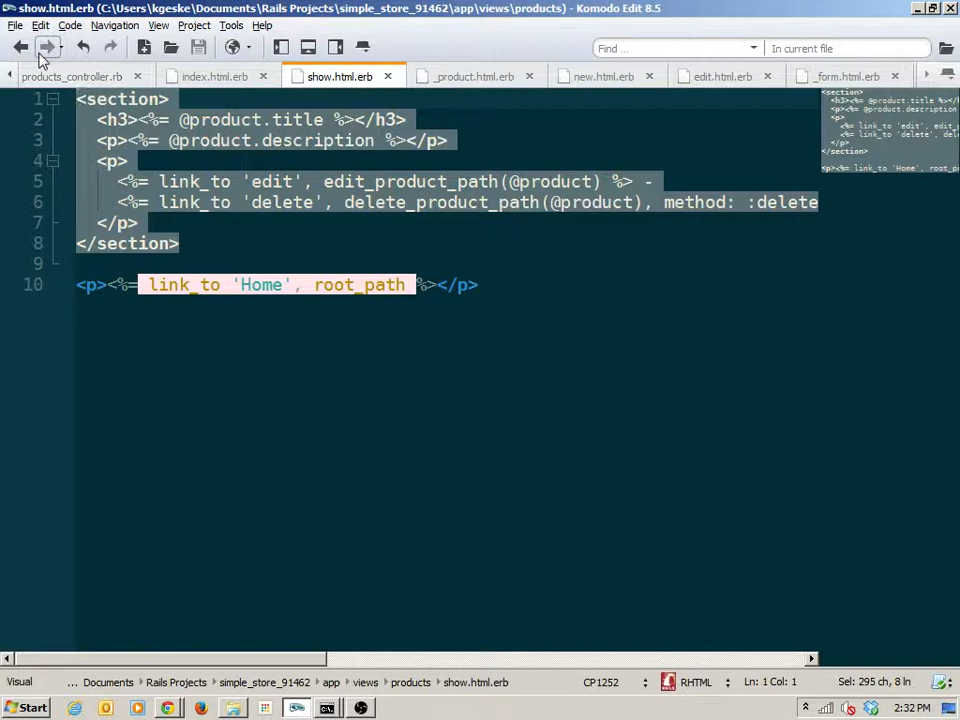 show.html.erb (C:\Users\kgeske\Documents\Rails Projects\simple_store_91462\app\views\products) - Komodo Edit 8.5
File Edit Code Navigation View Project Tools Help
Find ... In current file
products_controller.rb index.html.erb show.html.erb _product.html.erb new.html.erb edit.html.erb _form.html.erb
1 <section>
2 <h3><%= @product.title %></h3>
3 <p><%= @product.description %></p>
4 <p>
5 <%= link_to 'edit', edit_product_path(@product) %> -
6 <%= link_to 'delete', delete_product_path(@product), method: :delete
7 </p>
8 </section>
9
10 <p><%= link_to 'Home', root_path %></p>
Visual ... Documents Rails Projects simple_store_91462 app views products show.html.erb CP1252 RHTML Ln: 1 Col: 1 Sel: 295 ch, 8 ln
Start 2:32 PM